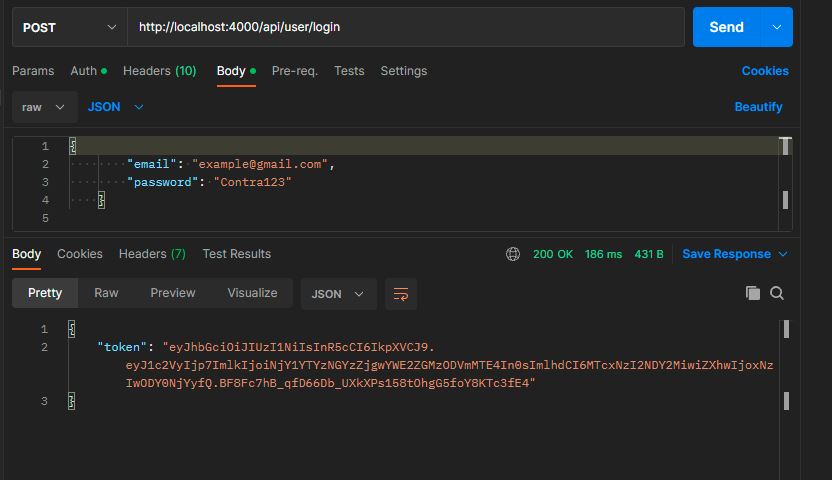 POST http://localhost:4000/api/user/login Send
Params Auth Headers (10) Body Pre-req. Tests Settings Cookies
raw JSON Beautify
1 {
2 "email": "example@gmail.com",
3 "password": "Contra123"
4 }
5
Body Cookies Headers (7) Test Results 200 OK 186 ms 431 B Save Response
Pretty Raw Preview Visualize JSON
1 {
2 "token": "eyJhbGciOiJIUzI1NiIsInR5cCI6IkpXVCJ9.
eyJ1c2VyIjp7ImlkIjoiNjY1YTYzNGYzZjgwYWE2ZGMzODVmMTE4In0sImlhdCI6MTcxNzI2NDY2MiwiZXhwIjoxNz
IwODY0NjYyfQ.BF8Fc7hB_qfD66Db_UXkXPs158tOhgG5foY8KTc3fE4"
3 }